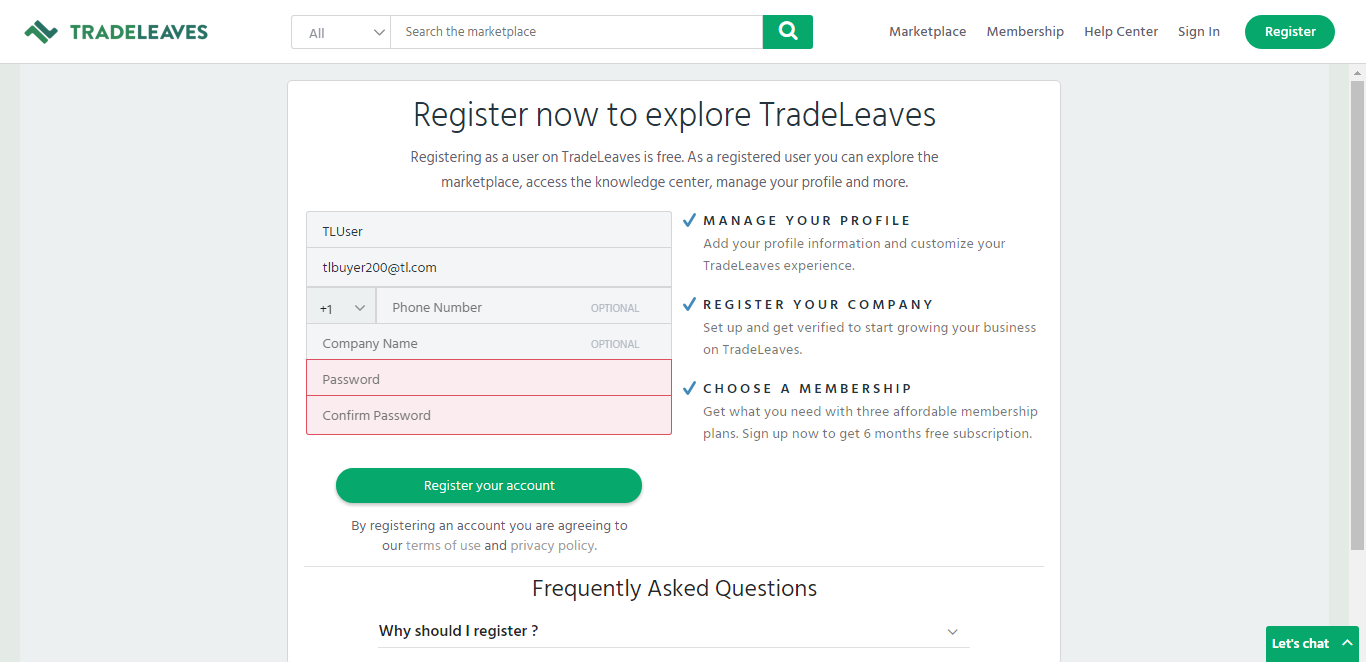 TRADELEAVES
All
Search the marketplace
Marketplace
Membership
Help Center
Sign In
Register
Register now to explore TradeLeaves
Registering as a user on TradeLeaves is free. As a registered user you can explore the
marketplace, access the knowledge center, manage your profile and more.
TLUser
tlbuyer200@tl.com
+1
Phone Number
OPTIONAL
Company Name
OPTIONAL
Password
Confirm Password
Register your account
By registering an account you are agreeing to
our terms of use and privacy policy.
MANAGE YOUR PROFILE
Add your profile information and customize your
TradeLeaves experience.
REGISTER YOUR COMPANY
Set up and get verified to start growing your business
on TradeLeaves.
CHOOSE A MEMBERSHIP
Get what you need with three affordable membership
plans. Sign up now to get 6 months free subscription.
Frequently Asked Questions
Why should I register ?
Let's chat